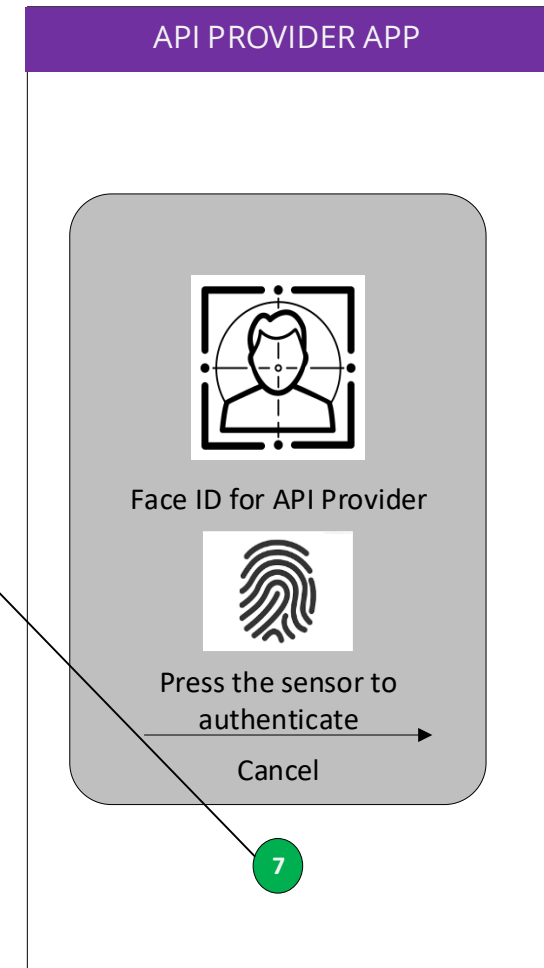 API PROVIDER APP
Face ID for API Provider
Press the sensor to
authenticate
Cancel
7